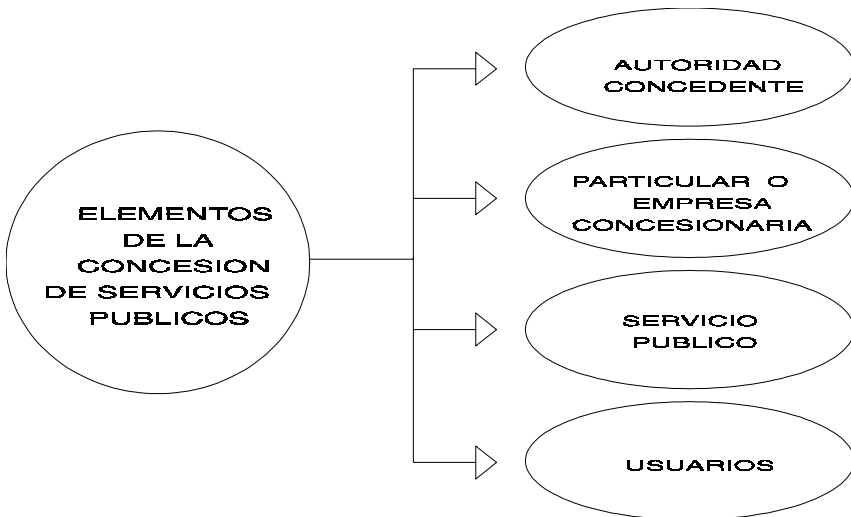 ELEMENTOS
DE LA
CONCESION
DE SERVICIOS
PUBLICOS
AUTORIDAD
CONCEDENTE
PARTICULAR O
EMPRESA
CONCESIONARIA
SERVICIO
PUBLICO
USUARIOS